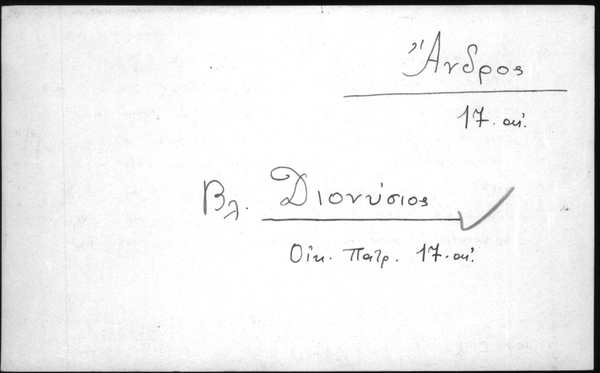 Ἄνδρος
17. αἰ.
Βλ. Διονύσιος
Οἰκ. Πατρ. 17. αἰ.